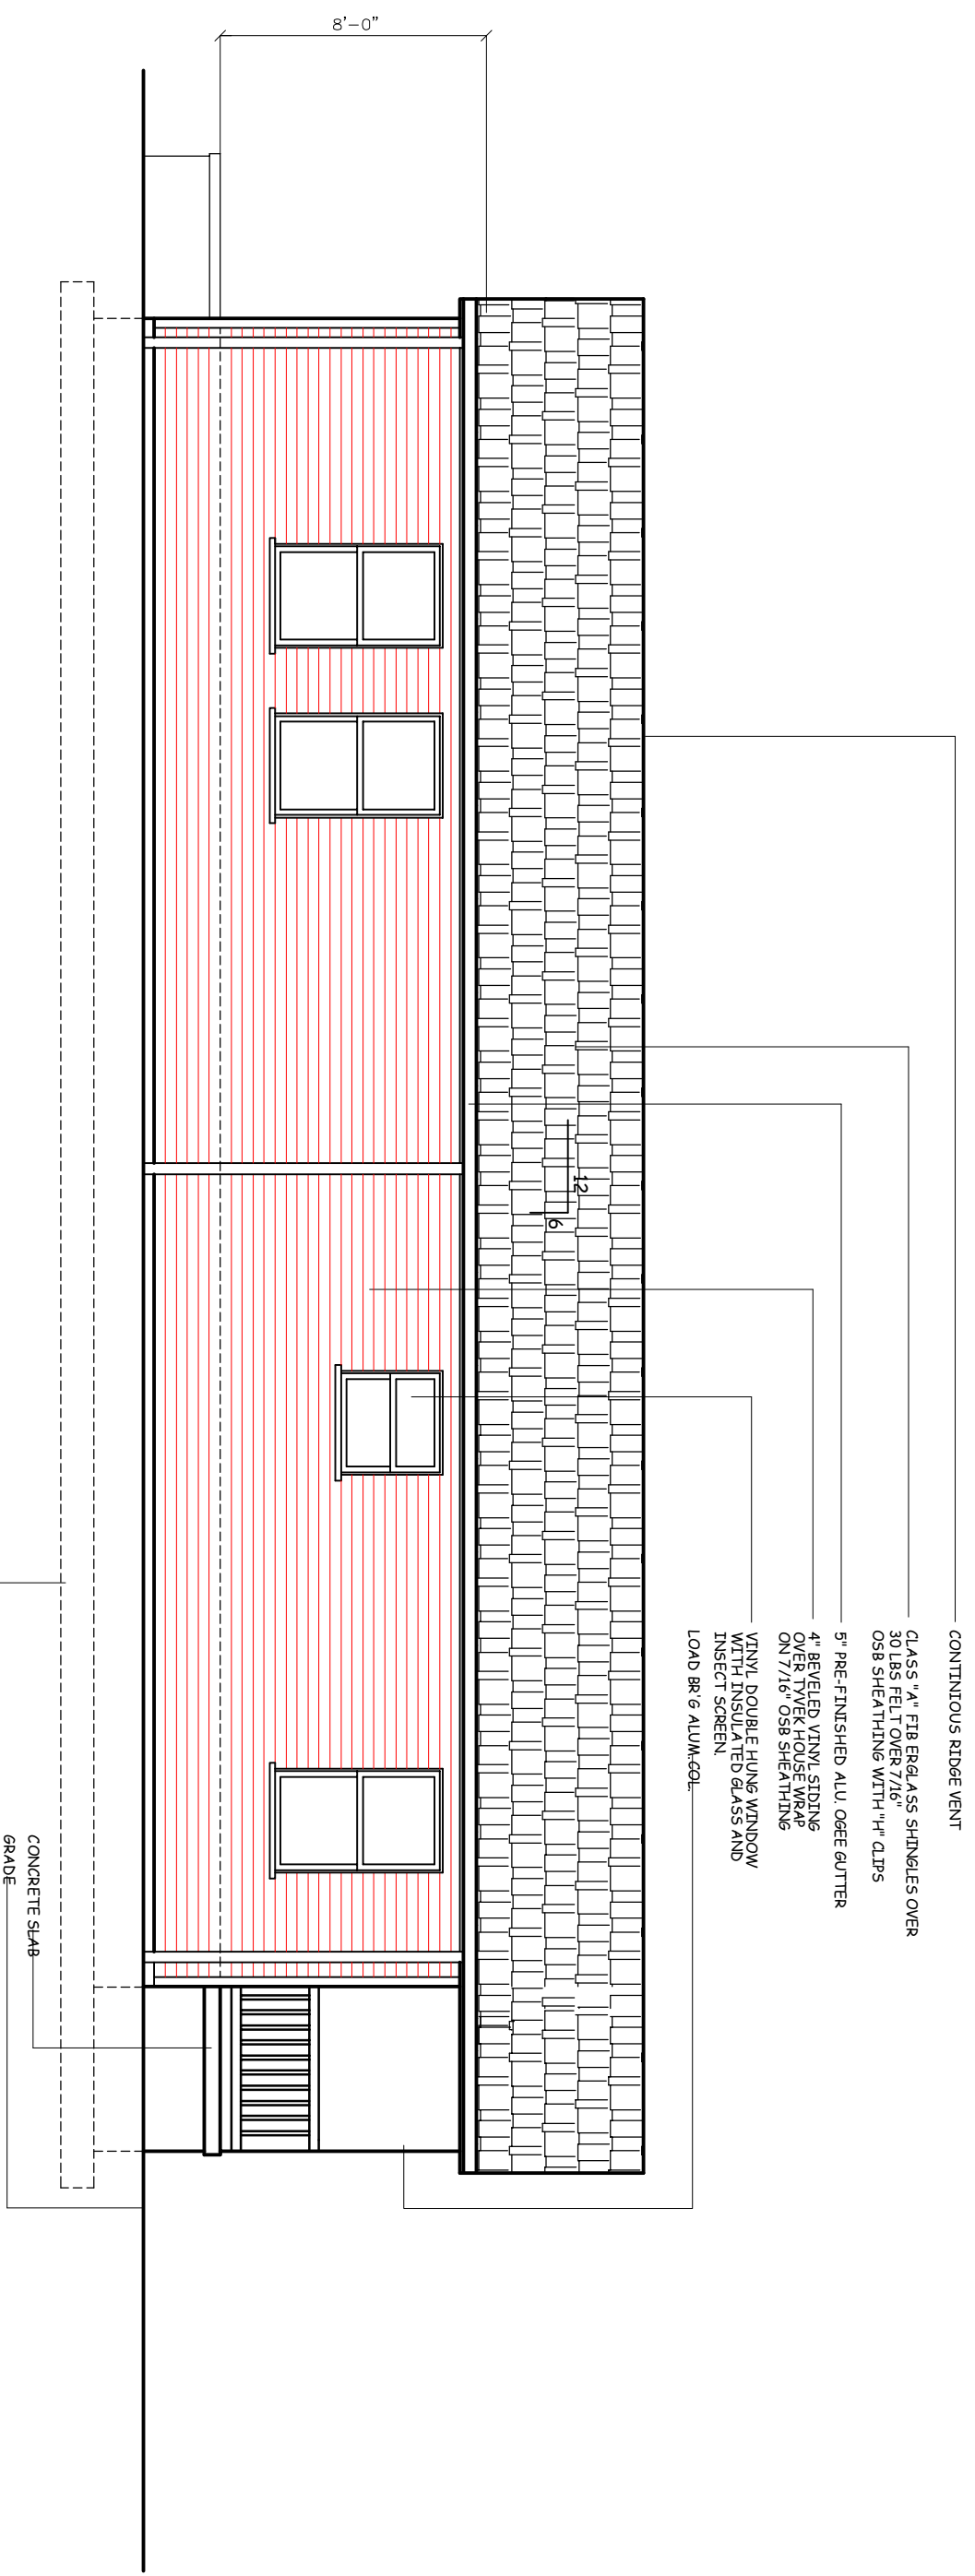 8'-0"
CONTINIOUS RIDGE VENT
CLASS "A" FIB ERGLASS SHINGLES OVER
30 LBS FELT OVER 7/16"
OSB SHEATHING WITH "H" CLIPS
5" PRE-FINISHED ALU. OGEE GUTTER
4" BEVELED VINYL SIDING
OVER TYVEK HOUSE WRAP
ON 7/16" OSB SHEATHING
VINYL DOUBLE HUNG WINDOW
WITH INSULATED GLASS AND
INSECT SCREEN.
LOAD BR'G ALUM.COL.
12
6
CONCRETE SLAB
GRADE